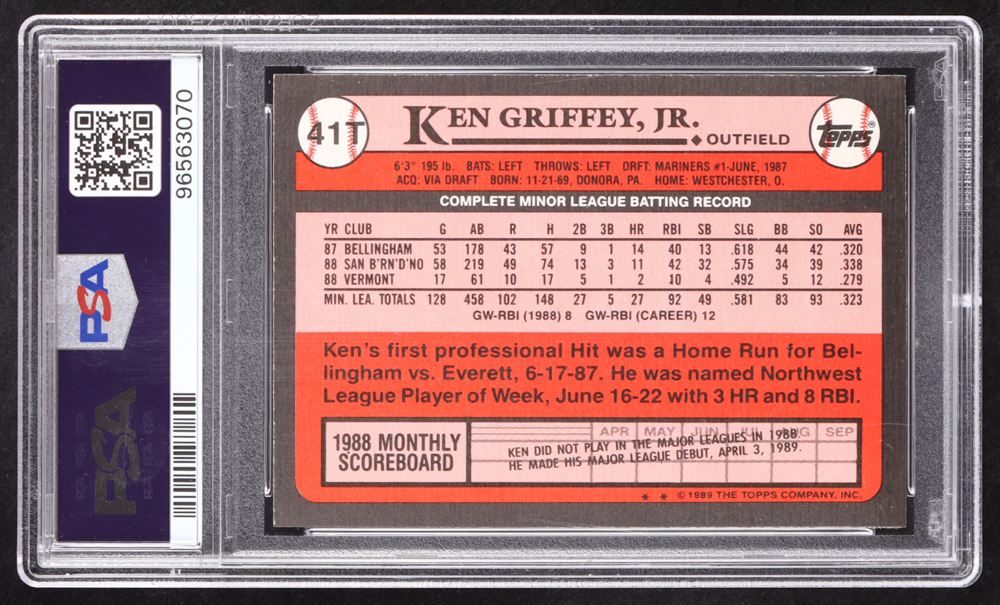 96563070
PSA
PSA
41T
KEN GRIFFEY, JR.
◆ OUTFIELD
Topps®
6'3" 195 lb. BATS: LEFT THROWS: LEFT DRFT: MARINERS #1-JUNE, 1987
ACQ: VIA DRAFT BORN: 11-21-69, DONORA, PA. HOME: WESTCHESTER, O.
COMPLETE MINOR LEAGUE BATTING RECORD
YR CLUB G AB R H 2B 3B HR RBI SB SLG BB SO AVG
87 BELLINGHAM 53 178 43 57 9 1 14 40 13 .618 44 42 .320
88 SAN B'RN'D'NO 58 219 49 74 13 3 11 42 32 .575 34 39 .338
88 VERMONT 17 61 10 17 5 1 2 10 4 .492 5 12 .279
MIN. LEA. TOTALS 128 458 102 148 27 5 27 92 49 .581 83 93 .323
GW-RBI (1988) 8 GW-RBI (CAREER) 12
Ken's first professional Hit was a Home Run for Bel-
lingham vs. Everett, 6-17-87. He was named Northwest
League Player of Week, June 16-22 with 3 HR and 8 RBI.
1988 MONTHLY
SCOREBOARD
APR MAY JUN JUL AUG SEP
KEN DID NOT PLAY IN THE MAJOR LEAGUES IN 1988.
HE MADE HIS MAJOR LEAGUE DEBUT, APRIL 3, 1989.
* * © 1989 THE TOPPS COMPANY, INC.